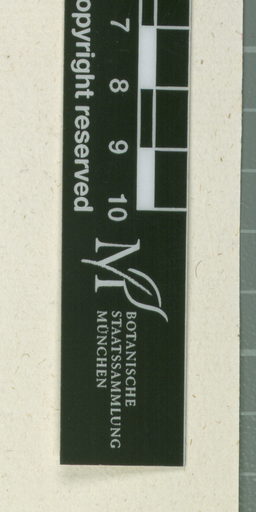 7 8 9 10
opyright reserved
M
BOTANISCHE
STAATSSAMMLUNG
MÜNCHEN